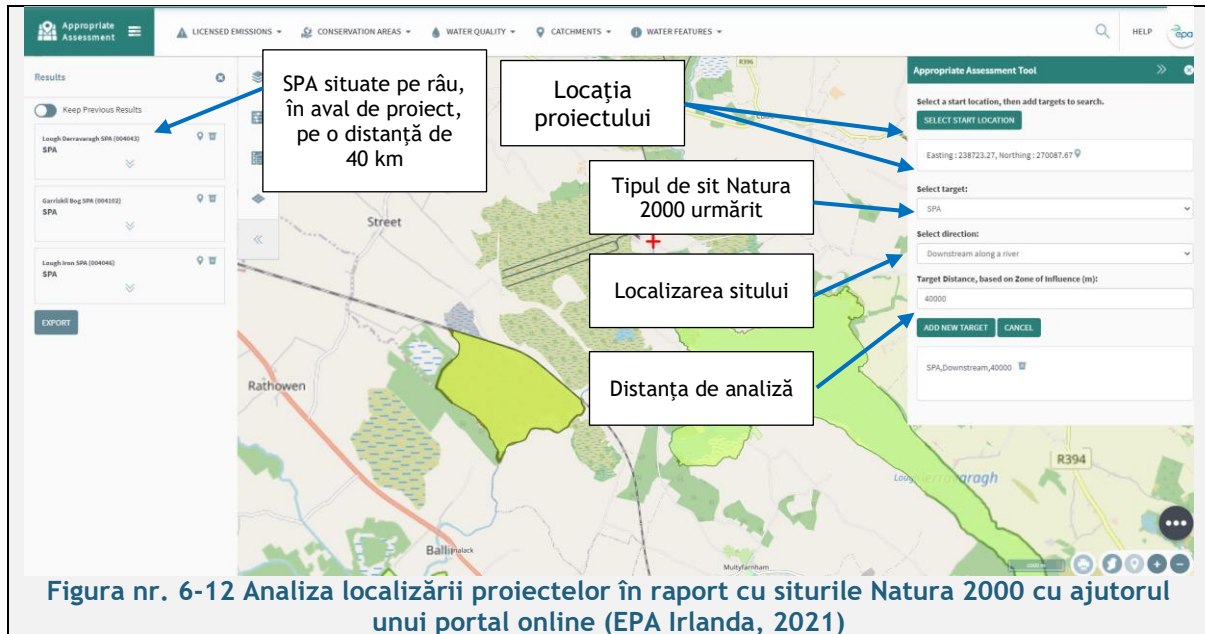 Appropriate
Assessment
LICENSED EMISSIONS
CONSERVATION AREAS
WATER QUALITY
CATCHMENTS
WATER FEATURES
HELP
epa
Results
Keep Previous Results
Lough Derravaragh SPA (004043)
SPA
Garriskil Bog SPA (004102)
SPA
Lough Iron SPA (004046)
SPA
EXPORT
SPA situate pe râu,
în aval de proiect,
pe o distanță de
40 km
Locația
proiectului
Tipul de sit Natura
2000 urmărit
Localizarea sitului
Distanța de analiză
R396
Street
Rathowen
Multyfarnham
R394
1000 m
Appropriate Assessment Tool
Select a start location, then add targets to search.
SELECT START LOCATION
Easting : 238723.27, Northing : 270087.67
Select target:
SPA
Select direction:
Downstream along a river
Target Distance, based on Zone of Influence (m):
40000
ADD NEW TARGET
CANCEL
SPA,Downstream,40000
Figura nr. 6-12 Analiza localizării proiectelor în raport cu siturile Natura 2000 cu ajutorul
unui portal online (EPA Irlanda, 2021)